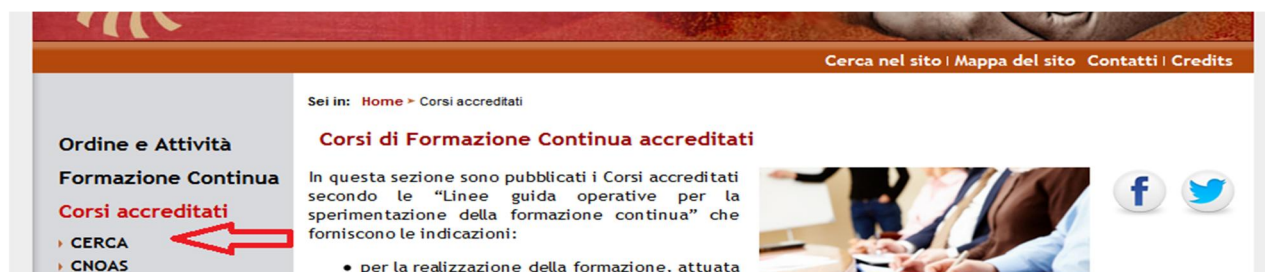 Cerca nel sito | Mappa del sito Contatti | Credits
Sei in: Home ➤ Corsi accreditati
Ordine e Attività
Formazione Continua
Corsi accreditati
CERCA
CNOAS
Corsi di Formazione Continua accreditati
In questa sezione sono pubblicati i Corsi accreditati
secondo le “Linee guida operative per la
sperimentazione della formazione continua” che
forniscono le indicazioni:
• per la realizzazione della formazione, attuata